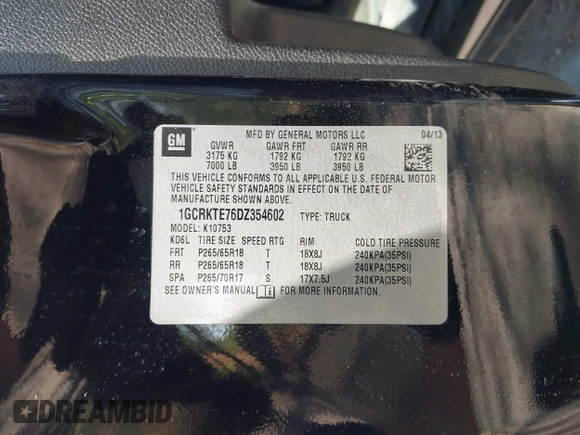 GM
MFD BY GENERAL MOTORS LLC 04/13
GVWR GAWR FRT GAWR RR
3175 KG 1792 KG 1792 KG
7000 LB 3950 LB 3950 LB
THIS VEHICLE CONFORMS TO ALL APPLICABLE U.S. FEDERAL MOTOR
VEHICLE SAFETY STANDARDS IN EFFECT ON THE DATE OF
MANUFACTURE SHOWN ABOVE.
1GCRKTE76DZ354602 TYPE: TRUCK
MODEL: K10753
KD6L TIRE SIZE SPEED RTG RIM COLD TIRE PRESSURE
FRT P265/65R18 T 18X8J 240KPA(35PSI)
RR P265/65R18 T 18X8J 240KPA(35PSI)
SPA P265/70R17 S 17X7.5J 240KPA(35PSI)
SEE OWNER'S MANUAL FOR MORE INFORMATION.
DREAMBID